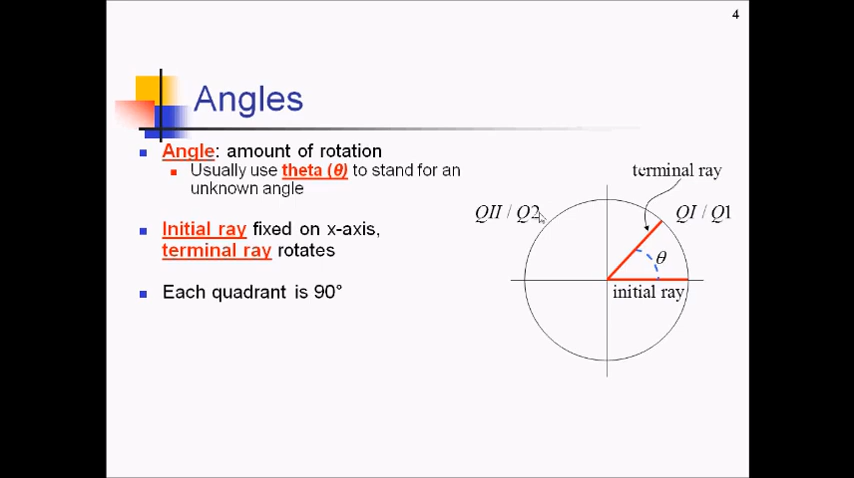 4
Angles
Angle: amount of rotation
Usually use theta (θ) to stand for an
unknown angle
Initial ray fixed on x-axis,
terminal ray rotates
Each quadrant is 90°
terminal ray
QII / Q2
QI / Q1
θ
initial ray